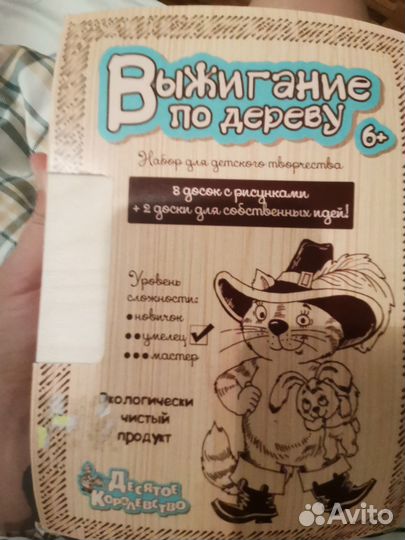 Выжигание
по дереву
6+
Набор для детского творчества
8 досок с рисунками
+ 2 доски для собственных идей!
Уровень
сложности:
•новичок
••умелец
•••мастер
Экологически
чистый
продукт
Десятое
Королевство
Avito